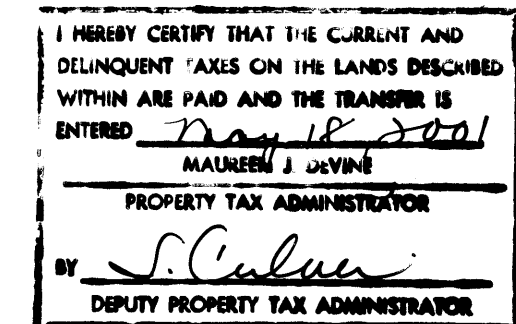 I HEREBY CERTIFY THAT THE CURRENT AND
DELINQUENT TAXES ON THE LANDS DESCRIBED
WITHIN ARE PAID AND THE TRANSFER IS
ENTERED May 18, 2001
MAUREEN J. DEVINE
PROPERTY TAX ADMINISTRATOR
BY S. Culver
DEPUTY PROPERTY TAX ADMINISTRATOR